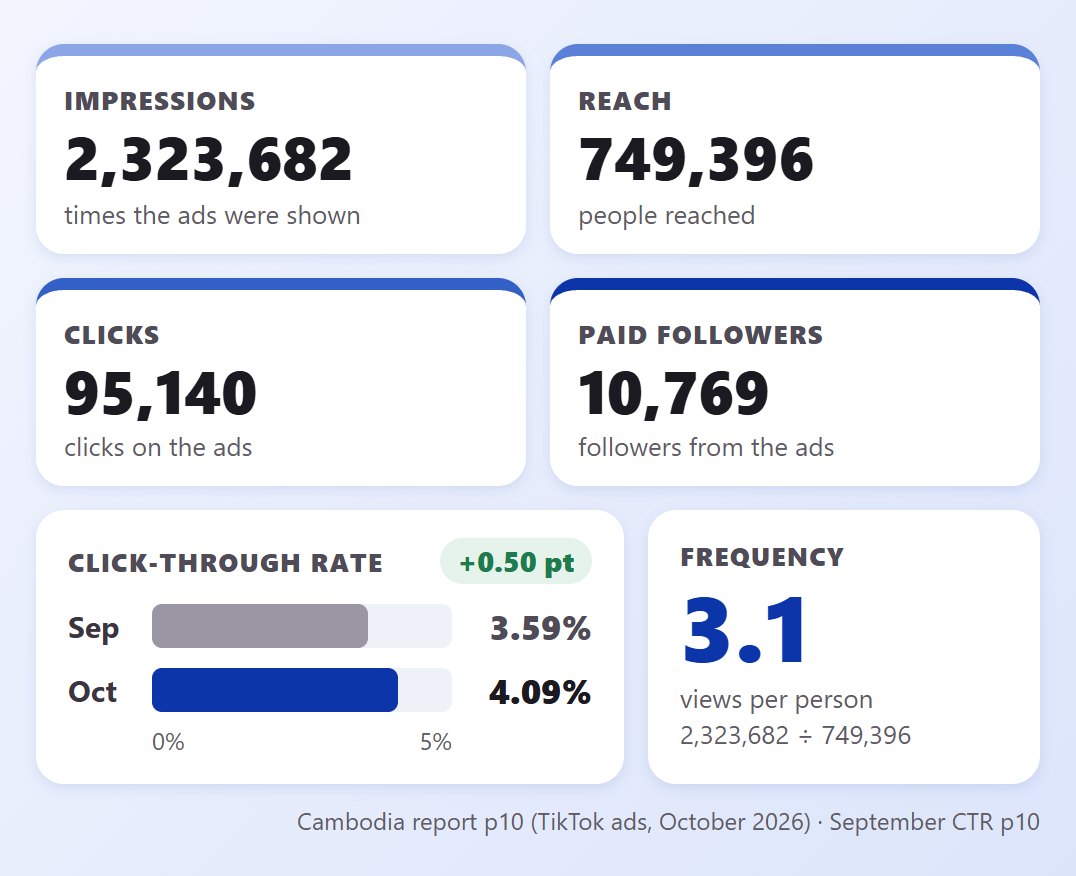 IMPRESSIONS
2,323,682
times the ads were shown
REACH
749,396
people reached
CLICKS
95,140
clicks on the ads
PAID FOLLOWERS
10,769
followers from the ads
CLICK-THROUGH RATE
+0.50 pt
Sep 3.59%
Oct 4.09%
0% 5%
FREQUENCY
3.1
views per person
2,323,682 ÷ 749,396
Cambodia report p10 (TikTok ads, October 2026) · September CTR p10